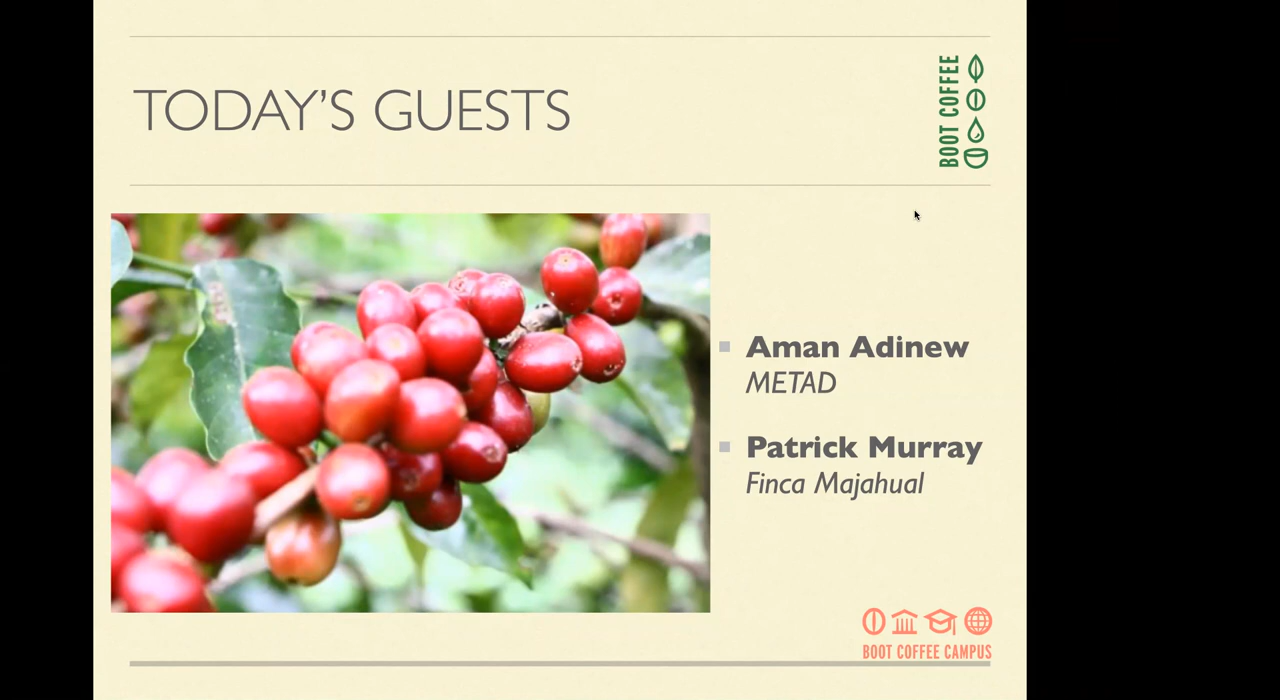 TODAY'S GUESTS
BOOT COFFEE
Aman Adinew
METAD
Patrick Murray
Finca Majahual
BOOT COFFEE CAMPUS